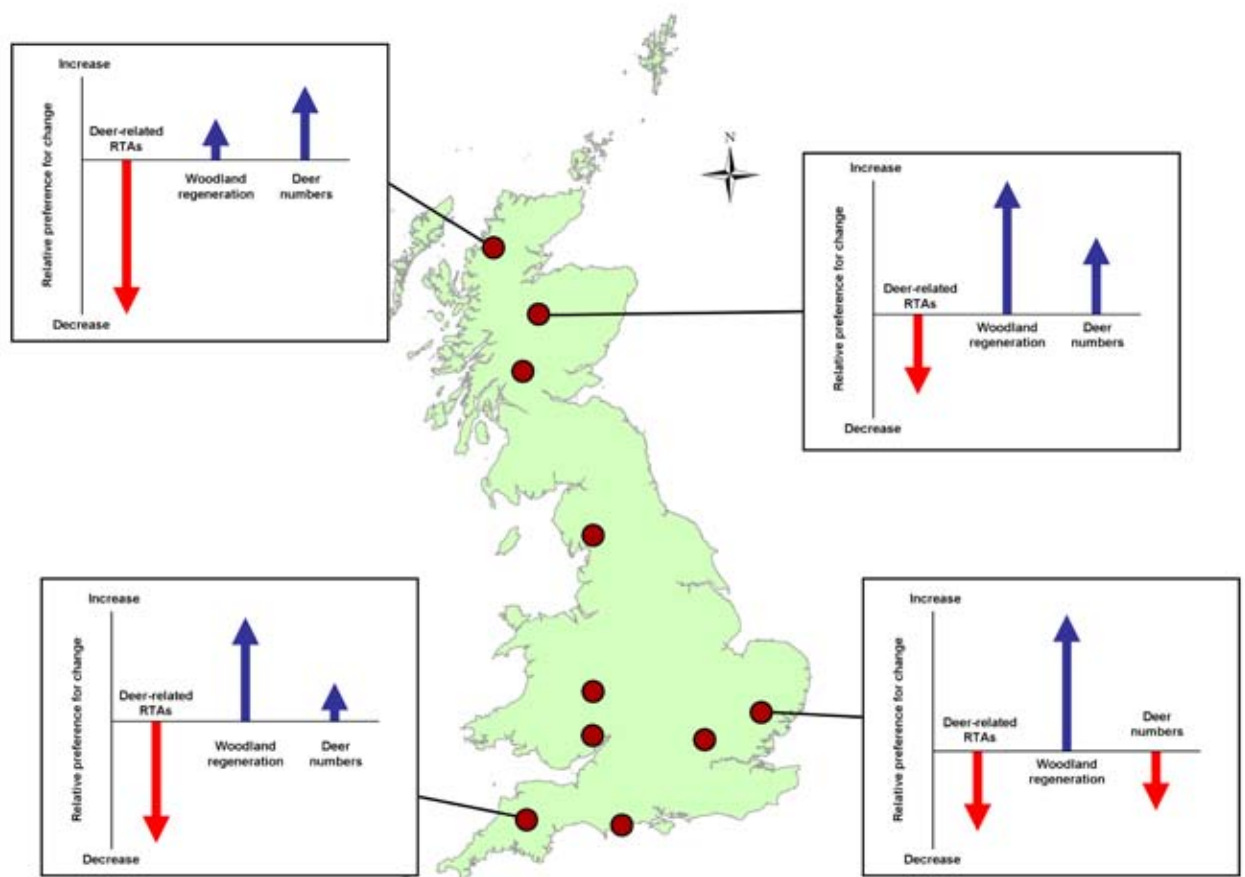 Increase
Relative preference for change
Deer-related
RTAs
Woodland
regeneration
Deer
numbers
Decrease
N
Increase
Relative preference for change
Deer-related
RTAs
Woodland
regeneration
Deer
numbers
Decrease
Increase
Relative preference for change
Deer-related
RTAs
Woodland
regeneration
Deer
numbers
Decrease
Increase
Relative preference for change
Deer-related
RTAs
Woodland
regeneration
Deer
numbers
Decrease